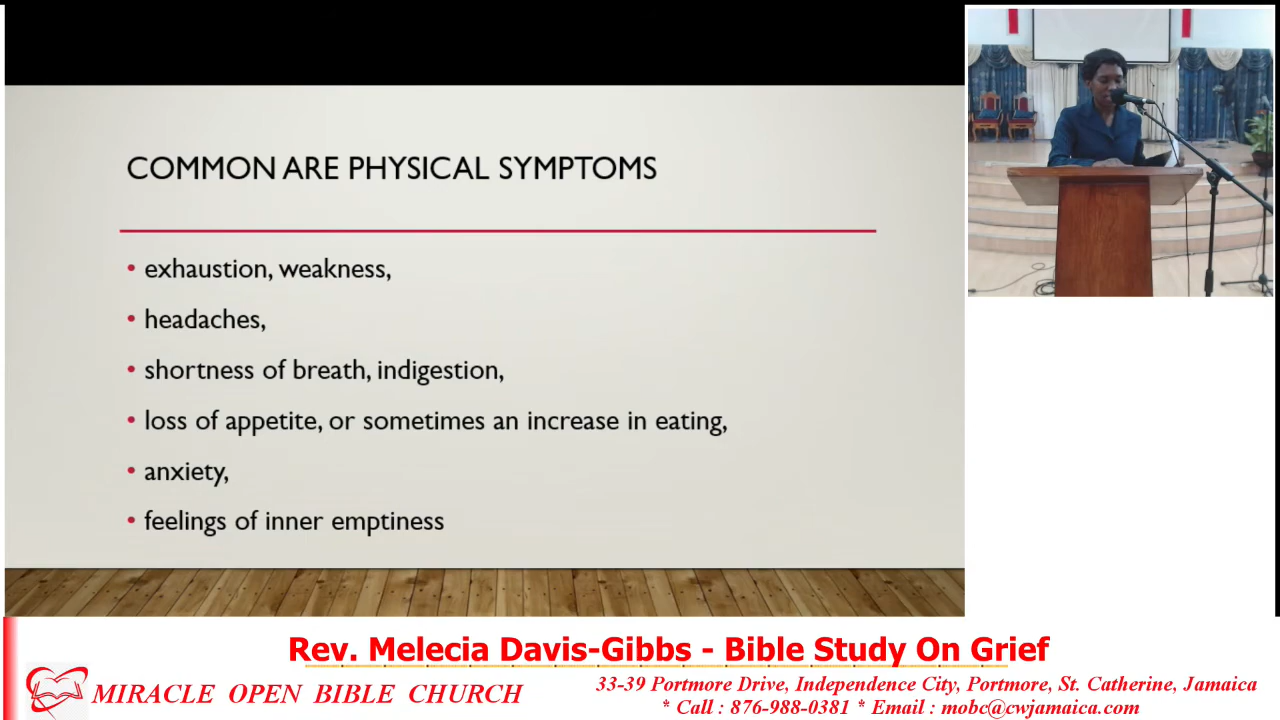 COMMON ARE PHYSICAL SYMPTOMS
• exhaustion, weakness,
• headaches,
• shortness of breath, indigestion,
• loss of appetite, or sometimes an increase in eating,
• anxiety,
• feelings of inner emptiness
Rev. Melecia Davis-Gibbs - Bible Study On Grief
MIRACLE OPEN BIBLE CHURCH
33-39 Portmore Drive, Independence City, Portmore, St. Catherine, Jamaica
* Call : 876-988-0381 * Email : mobc@cwjamaica.com